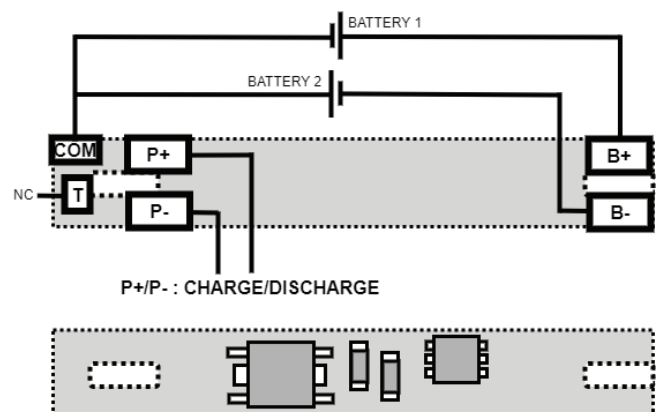 BATTERY 1
BATTERY 2
COM
P+
B+
NC
T
P-
B-
P+/P- : CHARGE/DISCHARGE